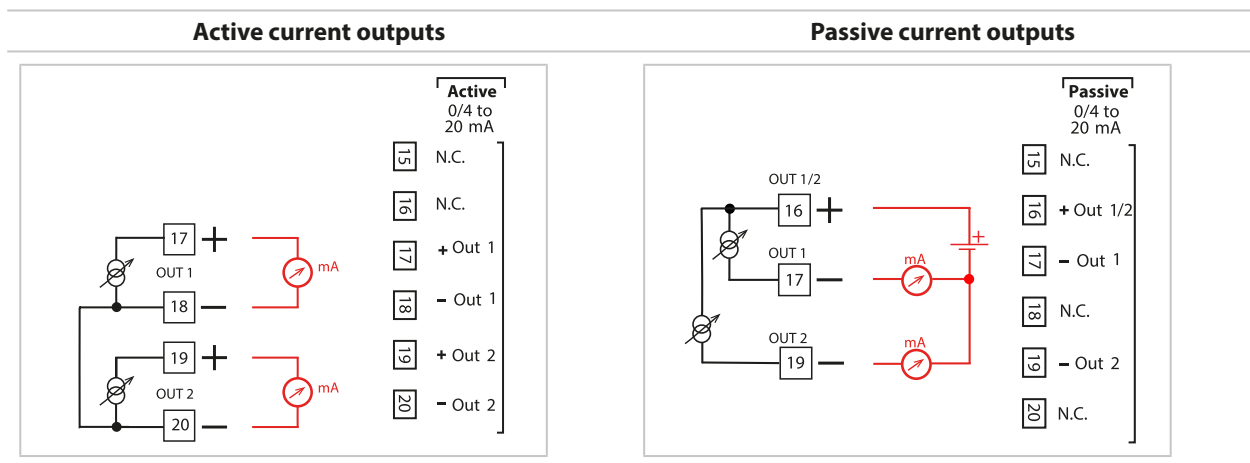 Active current outputs
Passive current outputs
Active
0/4 to
20 mA
15 N.C.
16 N.C.
17 + Out 1
18 – Out 1
19 + Out 2
20 – Out 2
17 +
OUT 1
18 –
mA
19 +
OUT 2
20 –
mA
Passive
0/4 to
20 mA
15 N.C.
16 + Out 1/2
17 – Out 1
18 N.C.
19 – Out 2
20 N.C.
OUT 1/2
16 +
+
OUT 1
17 –
mA
OUT 2
19 –
mA